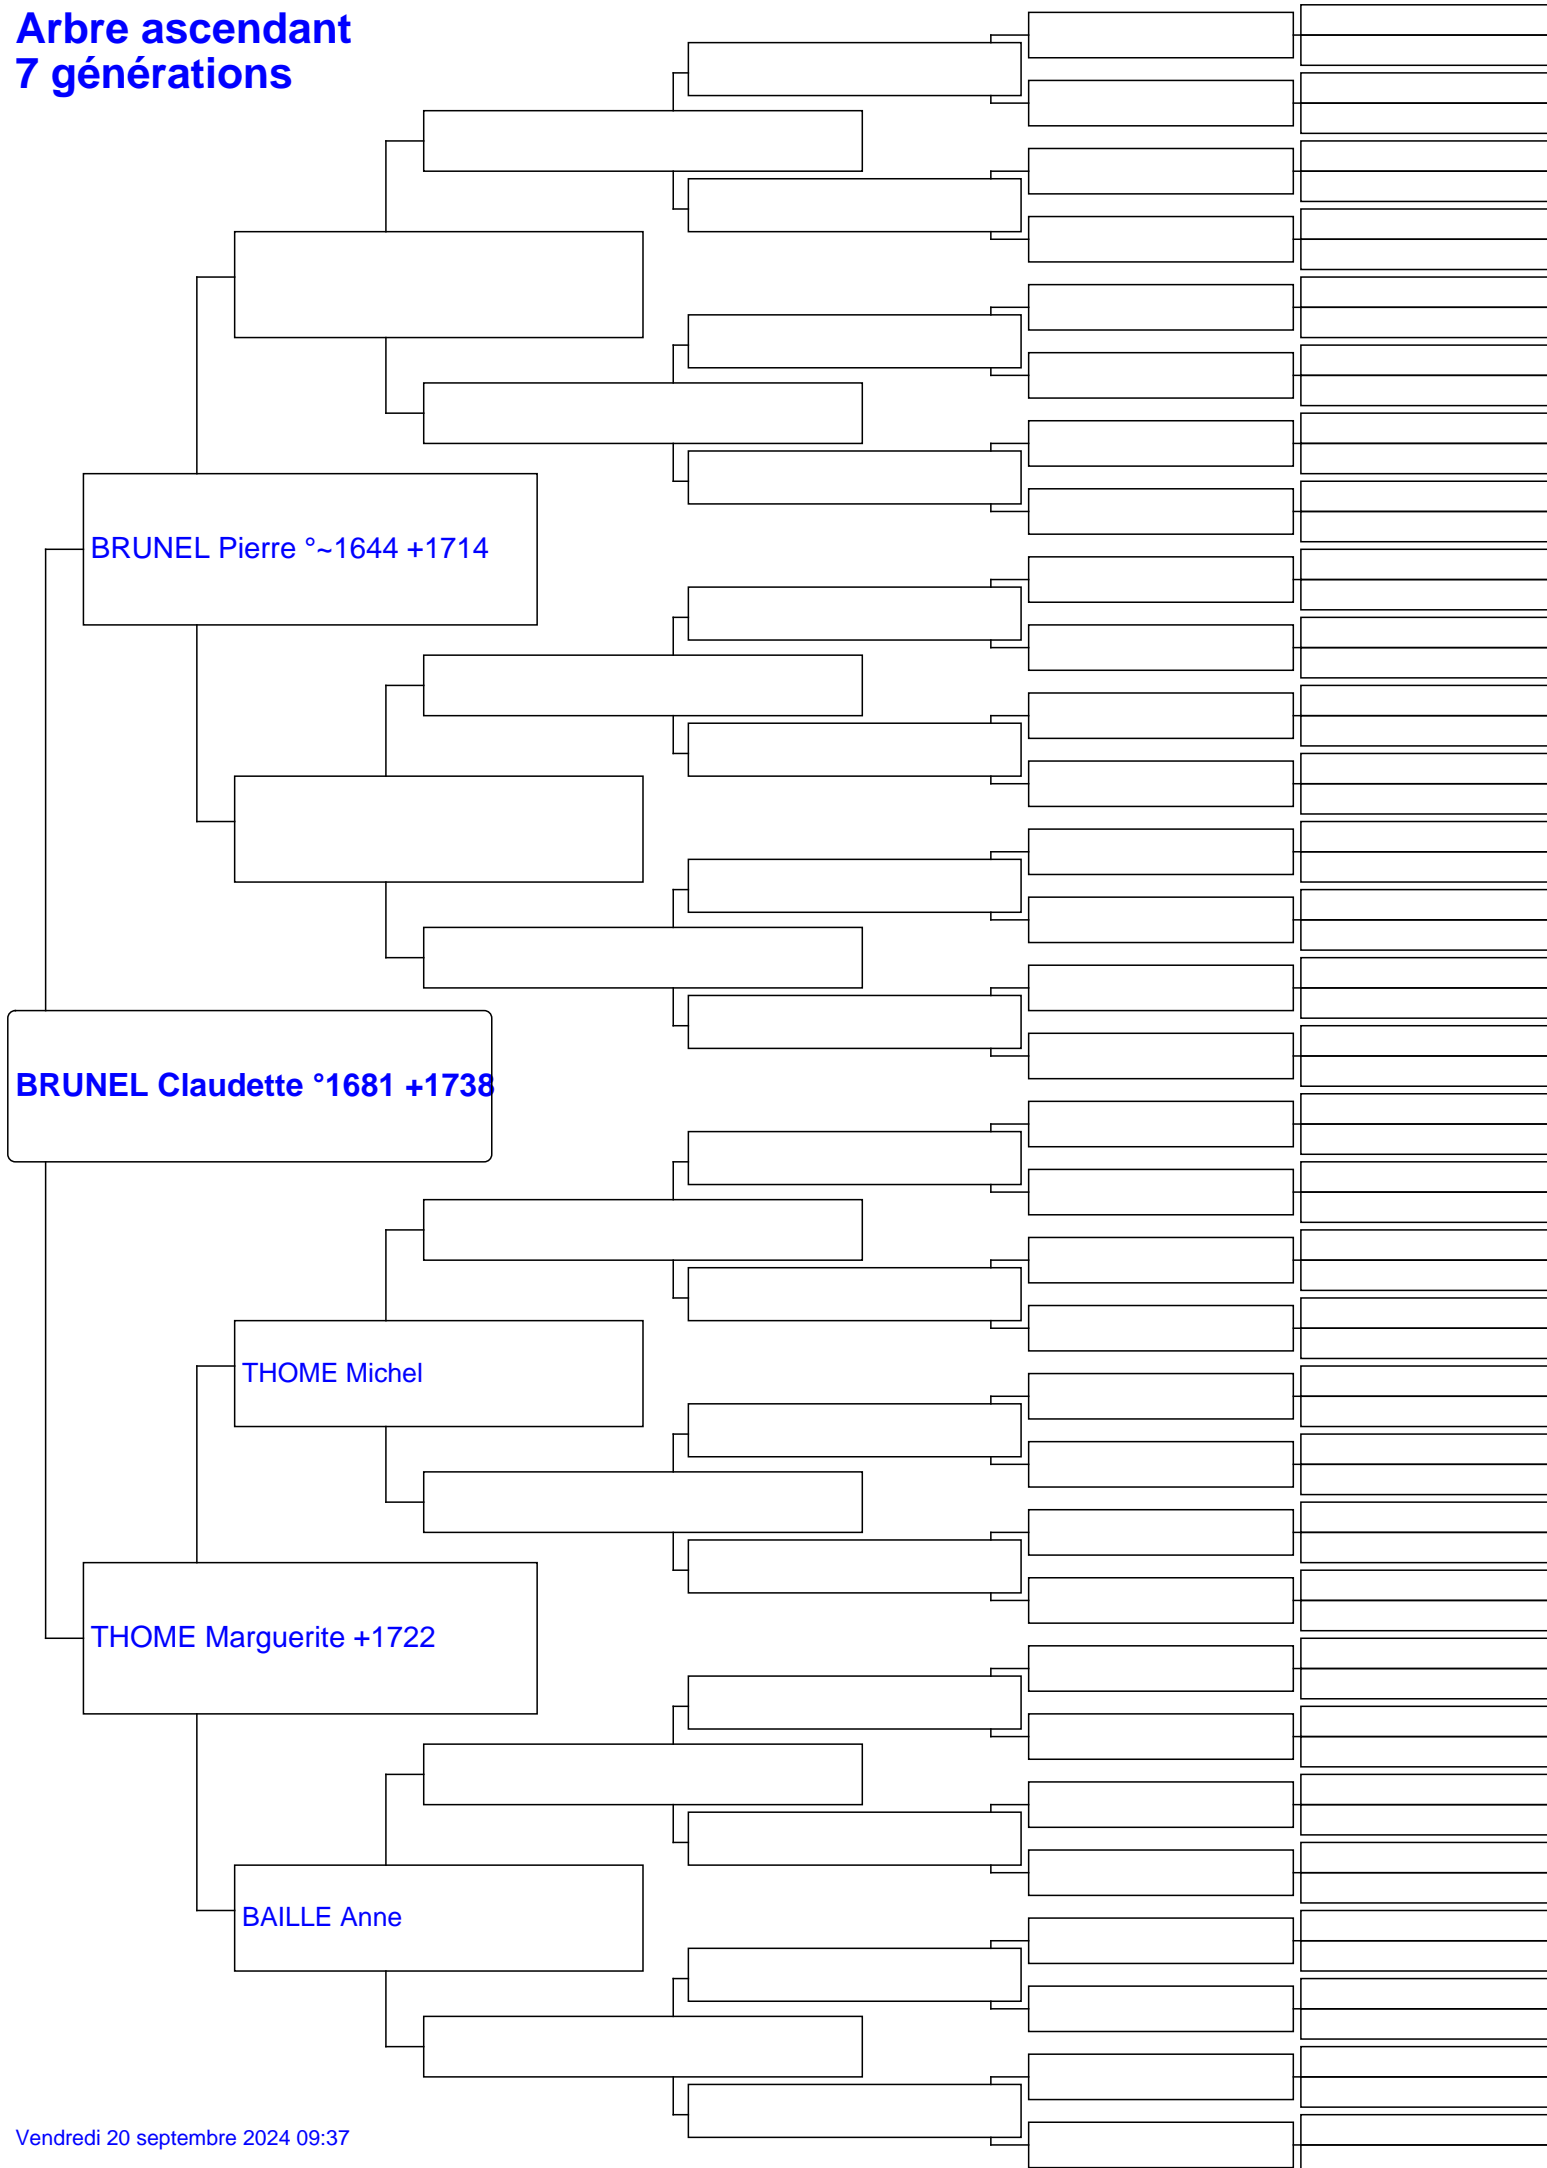 Arbre ascendant
7 générations
BRUNEL Pierre °~1644 +1714
BRUNEL Claudette °1681 +1738
THOME Michel
THOME Marguerite +1722
BAILLE Anne
Vendredi 20 septembre 2024 09:37